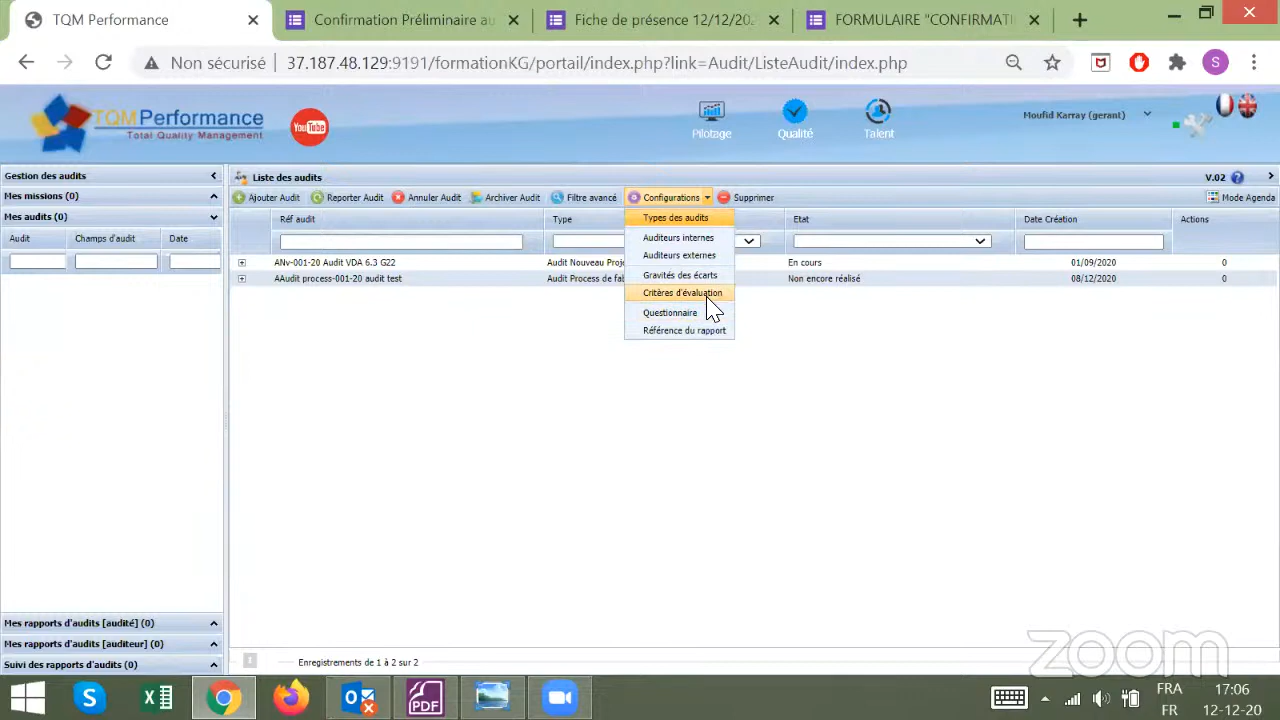 TQM Performance
Confirmation Préliminaire au
Fiche de présence 12/12/202
FORMULAIRE "CONFIRMATI
Non sécurisé
37.187.48.129:9191/formationKG/portail/index.php?link=Audit/ListeAudit/index.php
S
TQM Performance
Total Quality Management
YouTube
Pilotage
Qualité
Talent
Moufid Karray (gerant)
Gestion des audits
Liste des audits
V.02
Mes missions (0)
Ajouter Audit
Reporter Audit
Annuler Audit
Archiver Audit
Filtre avancé
Configurations
Supprimer
Mode Agenda
Mes audits (0)
Réf audit
Type
Types des audits
Etat
Date Création
Actions
Audit
Champs d'audit
Date
Auditeurs internes
Auditeurs externes
ANv-001-20 Audit VDA 6.3 G22
Audit Nouveau Proje
En cours
01/09/2020
0
AAudit process-001-20 audit test
Audit Process de fab
Non encore réalisé
08/12/2020
0
Gravités des écarts
Critères d'évaluation
Questionnaire
Référence du rapport
Mes rapports d'audits [audité] (0)
Mes rapports d'audits [auditeur] (0)
Suivi des rapports d'audits (0)
1
Enregistrements de 1 à 2 sur 2
zoom
PDF
FRA
FR
17:06
12-12-20